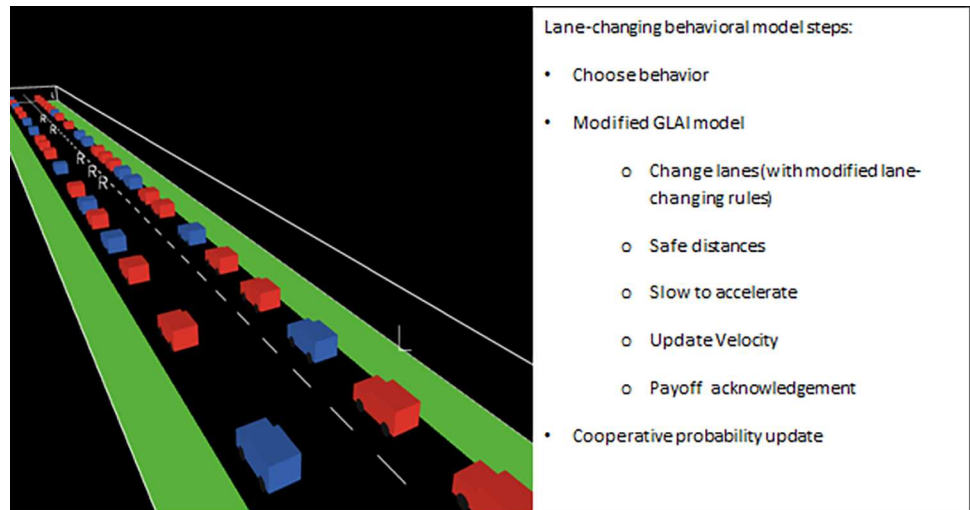 Lane-changing behavioral model steps:
• Choose behavior
• Modified GLAI model
o Change lanes(with modified lane-
changing rules)
o Safe distances
o Slow to accelerate
o Update Velocity
o Payoff acknowledgement
• Cooperative probability update
R
R
R
R
R
L